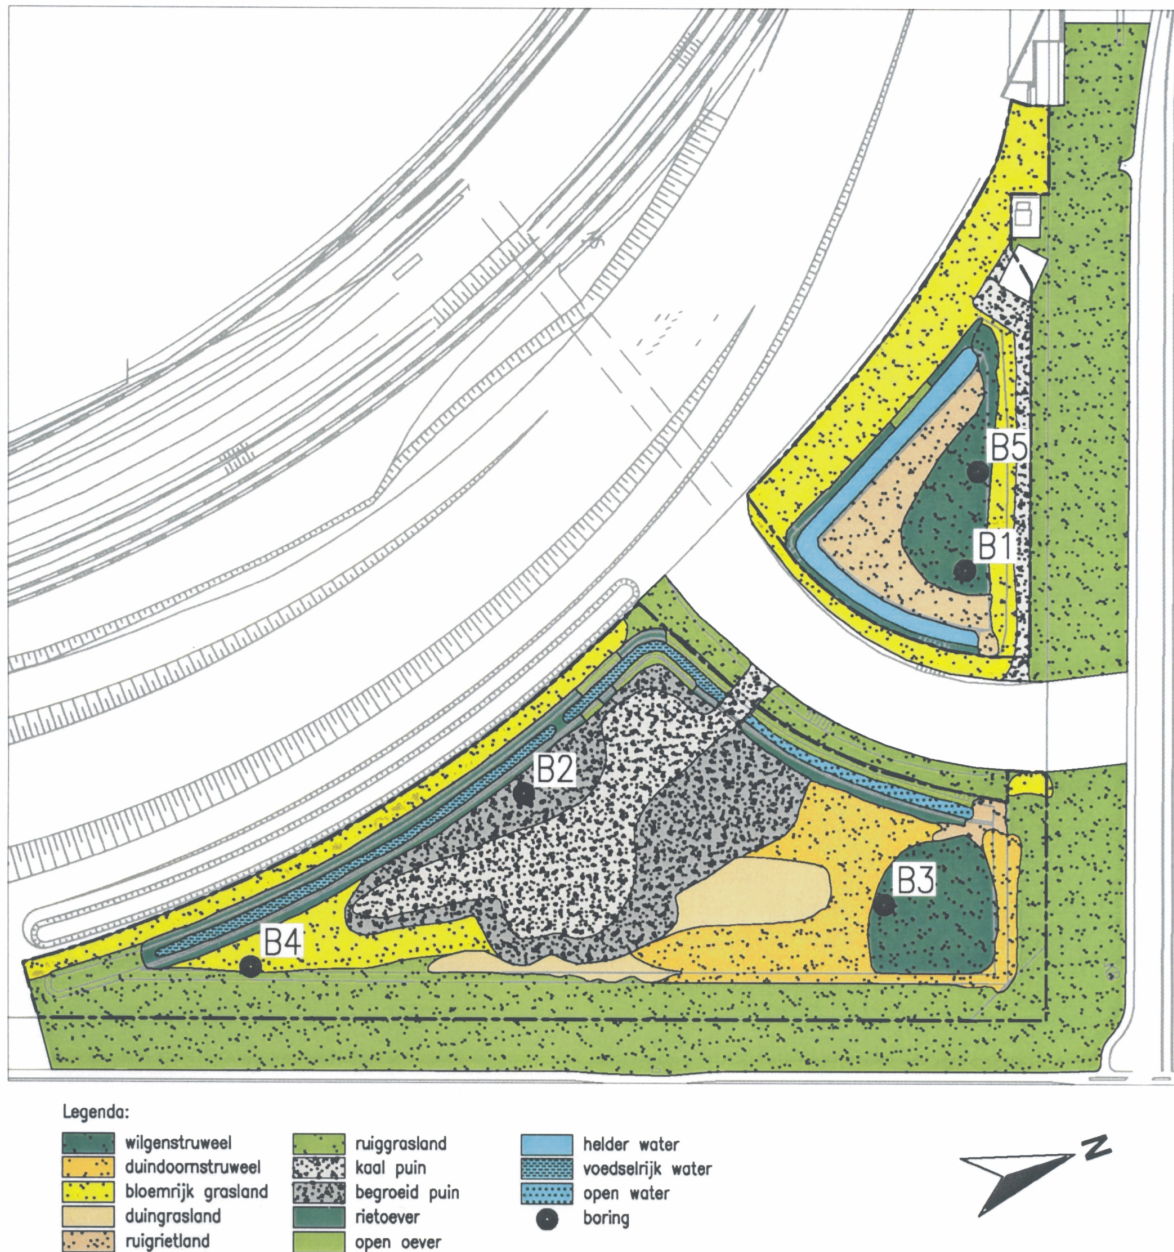 B5
B1
B2
B3
B4
Legenda:
wilgenstruweel
duindoornstruweel
bloemrijk grasland
duingrasland
ruigrietland
ruiggrasland
kaal puin
begroeid puin
rietoever
open oever
helder water
voedselrijk water
open water
boring
N